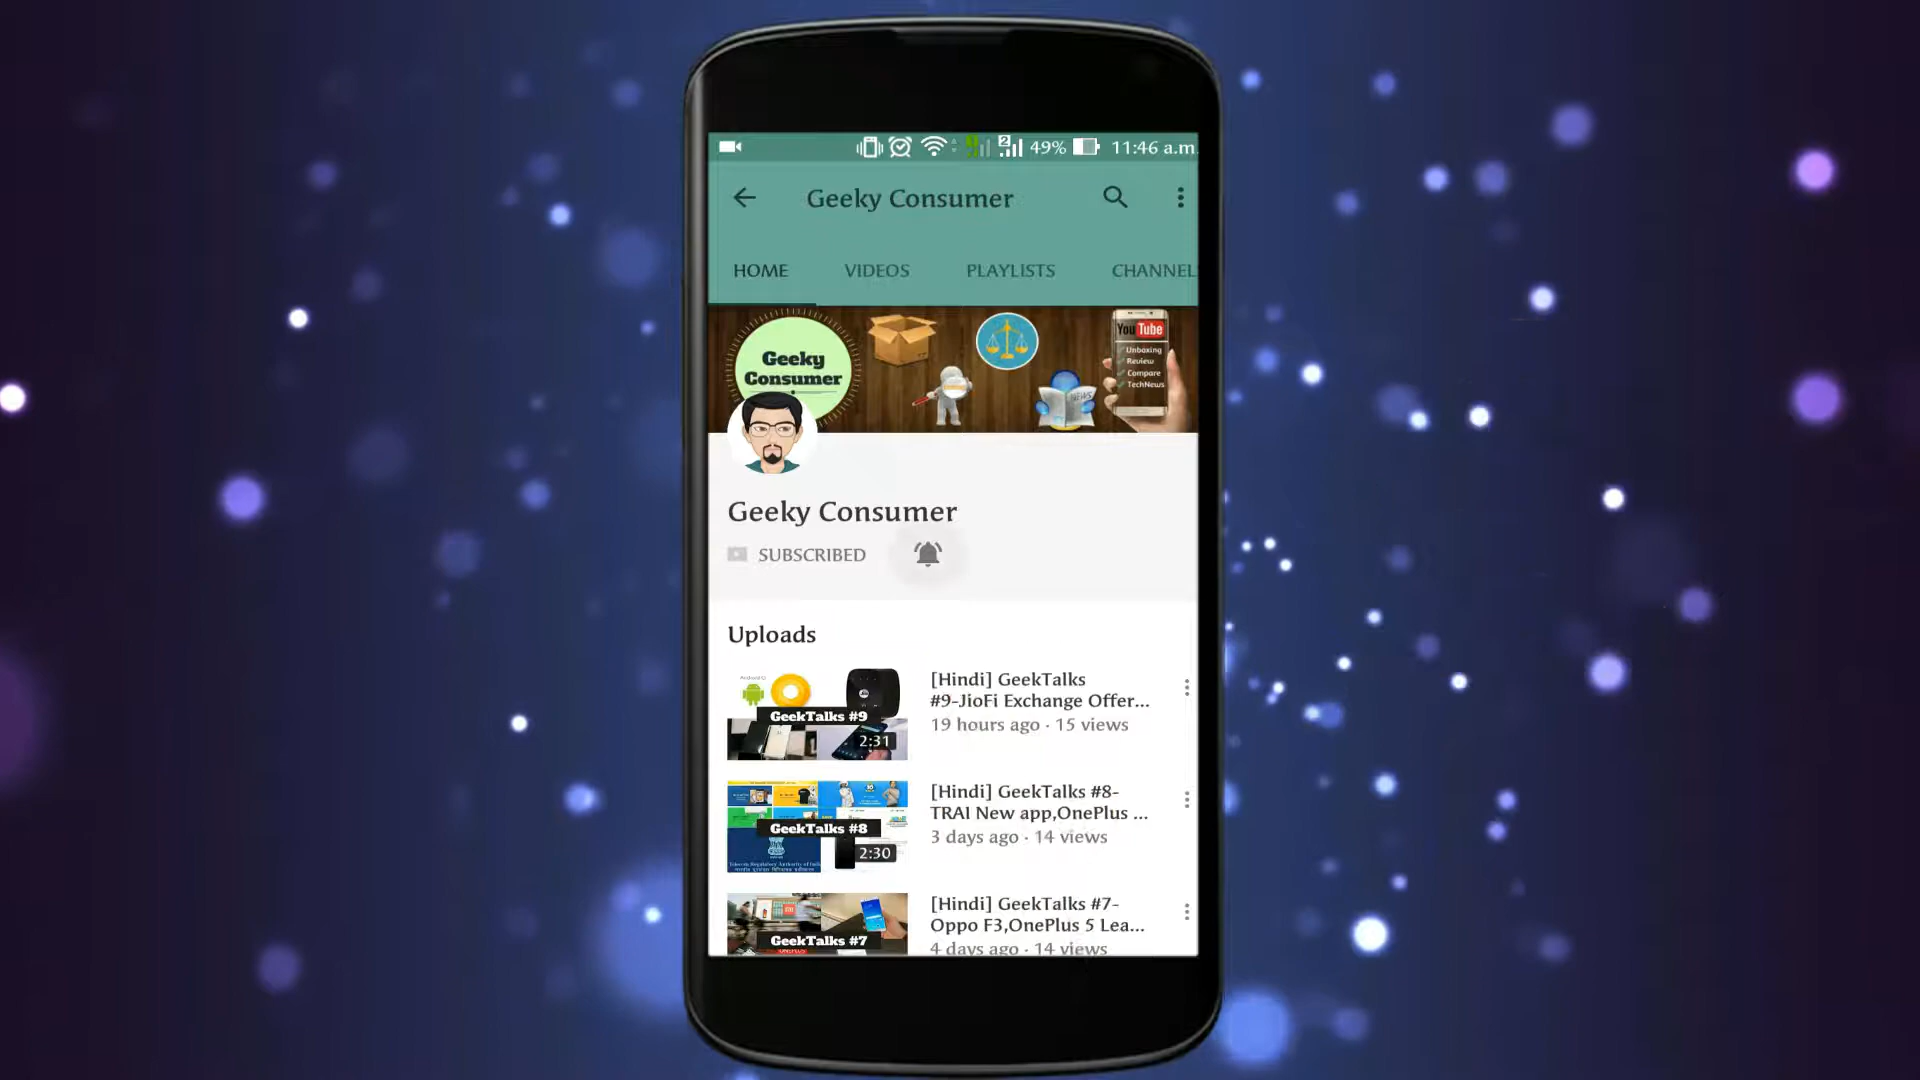 49% 11:46 a.m.
Geeky Consumer
HOME VIDEOS PLAYLISTS CHANNEL
Geeky
Consumer
You Tube
Unboxing
Review
Compare
TechNews
NEWS
Geeky Consumer
SUBSCRIBED
Uploads
Android O
GeekTalks #9
2:31
[Hindi] GeekTalks
#9-JioFi Exchange Offer...
19 hours ago · 15 views
GeekTalks #8
2:30
[Hindi] GeekTalks #8-
TRAI New app,OnePlus ...
3 days ago · 14 views
GeekTalks #7
[Hindi] GeekTalks #7-
Oppo F3,OnePlus 5 Lea...
4 days ago · 14 views